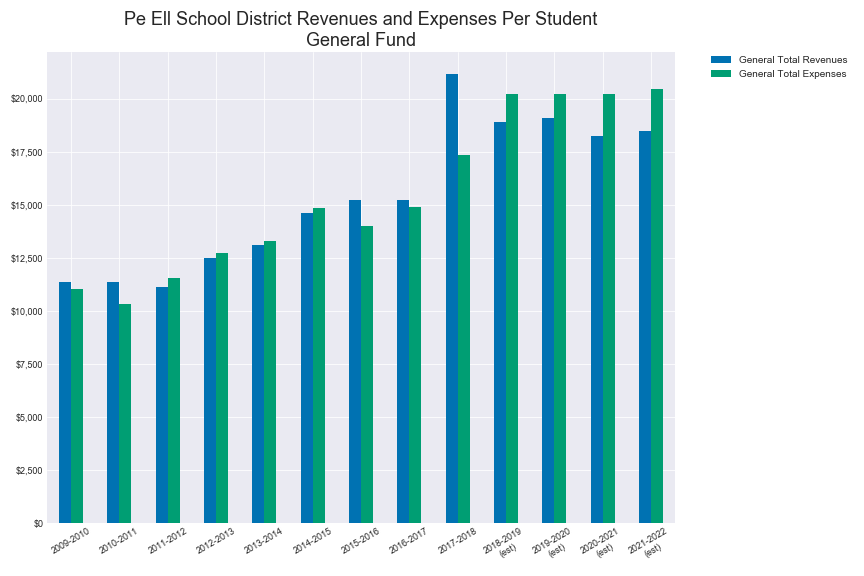 Pe Ell School District Revenues and Expenses Per Student
General Fund
General Total Revenues
General Total Expenses
$20,000
$17,500
$15,000
$12,500
$10,000
$7,500
$5,000
$2,500
$0
2009-2010
2010-2011
2011-2012
2012-2013
2013-2014
2014-2015
2015-2016
2016-2017
2017-2018
2018-2019
(est)
2019-2020
(est)
2020-2021
(est)
2021-2022
(est)